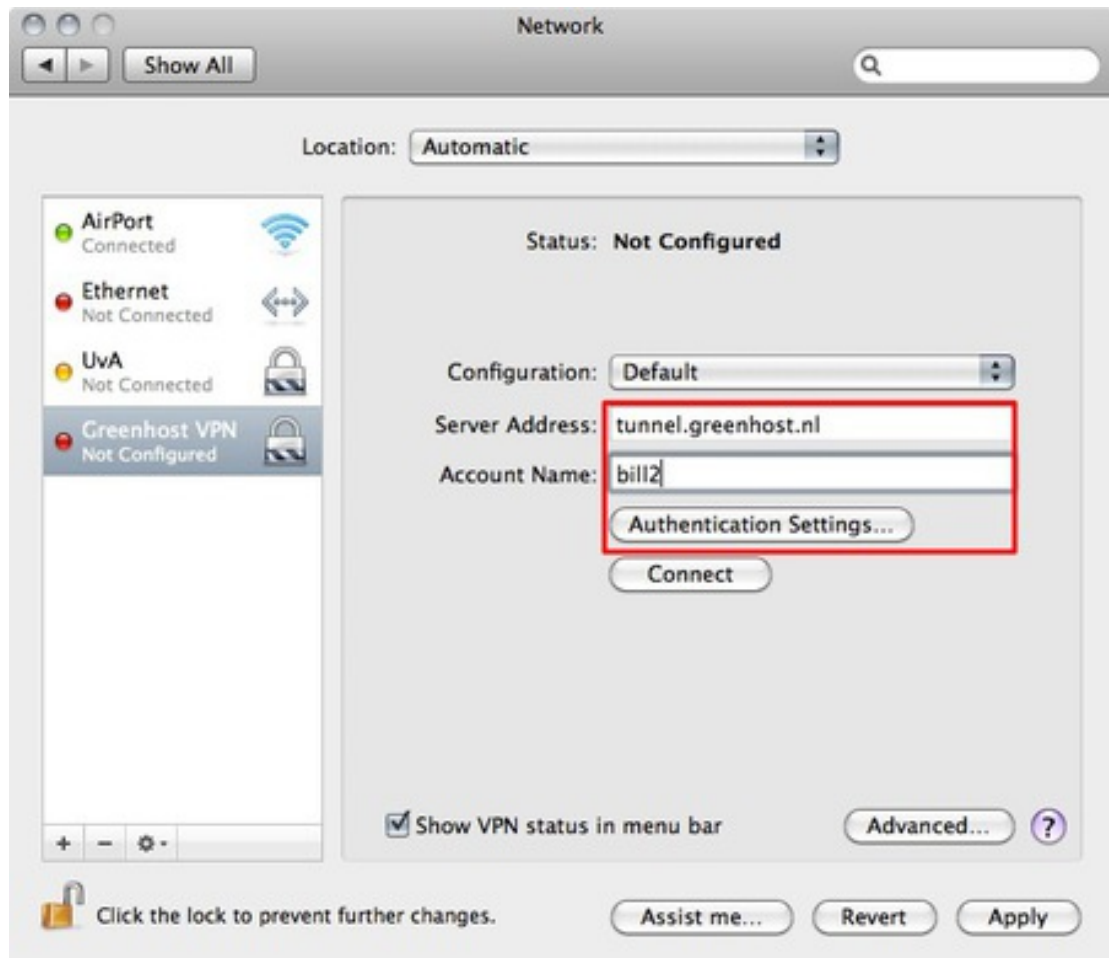 Network
Show All
Location: Automatic
AirPort
Connected
Ethernet
Not Connected
UvA
Not Connected
Greenhost VPN
Not Configured
+ −
Status: Not Configured
Configuration: Default
Server Address: tunnel.greenhost.nl
Account Name: bill2
Authentication Settings...
Connect
Show VPN status in menu bar
Advanced... ?
Click the lock to prevent further changes.
Assist me... Revert Apply